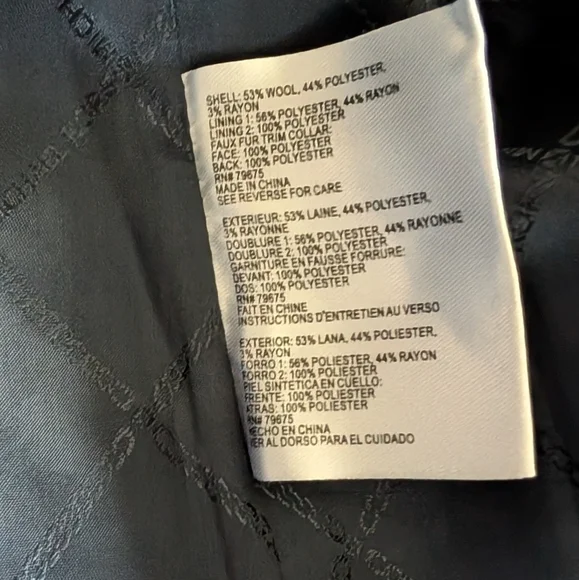 SHELL: 53% WOOL, 44% POLYESTER,
3% RAYON
LINING 1: 56% POLYESTER, 44% RAYON
LINING 2: 100% POLYESTER
FAUX FUR TRIM COLLAR:
FACE: 100% POLYESTER
BACK: 100% POLYESTER
RN# 79675
MADE IN CHINA
SEE REVERSE FOR CARE
EXTERIEUR: 53% LAINE, 44% POLYESTER,
3% RAYONNE
DOUBLURE 1: 56% POLYESTER, 44% RAYONNE
DOUBLURE 2: 100% POLYESTER
GARNITURE EN FAUSSE FORRURE:
DEVANT: 100% POLYESTER
DOS: 100% POLYESTER
RN# 79675
FAIT EN CHINE
INSTRUCTIONS D'ENTRETIEN AU VERSO
EXTERIOR: 53% LANA, 44% POLIESTER,
3% RAYON
FORRO 1: 56% POLIESTER, 44% RAYON
FORRO 2: 100% POLIESTER
PIEL SINTETICA EN CUELLO:
FRENTE: 100% POLIESTER
ATRAS: 100% POLIESTER
RN# 79675
HECHO EN CHINA
VER AL DORSO PARA EL CUIDADO